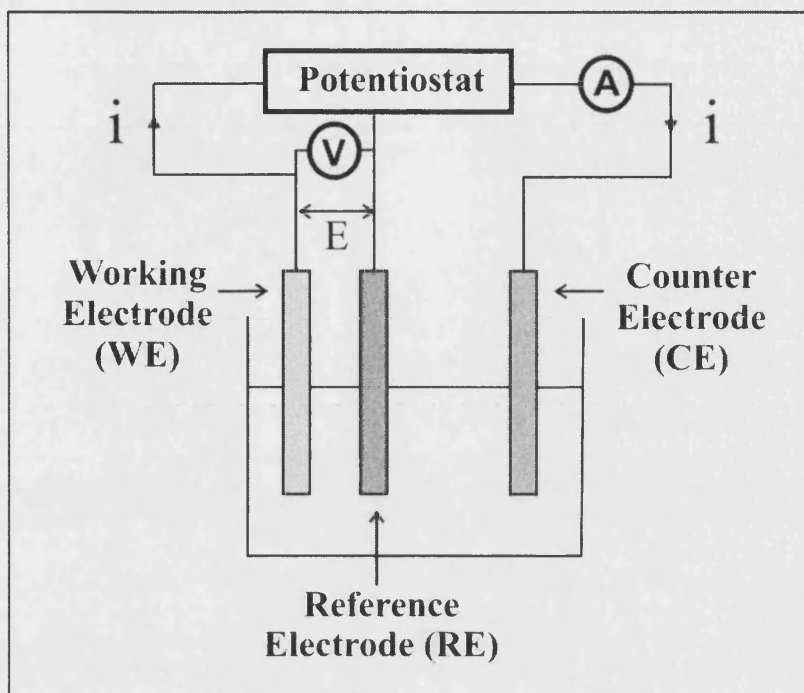 Potentiostat
A
i
V
i
E
Working
Electrode
(WE)
Counter
Electrode
(CE)
Reference
Electrode (RE)